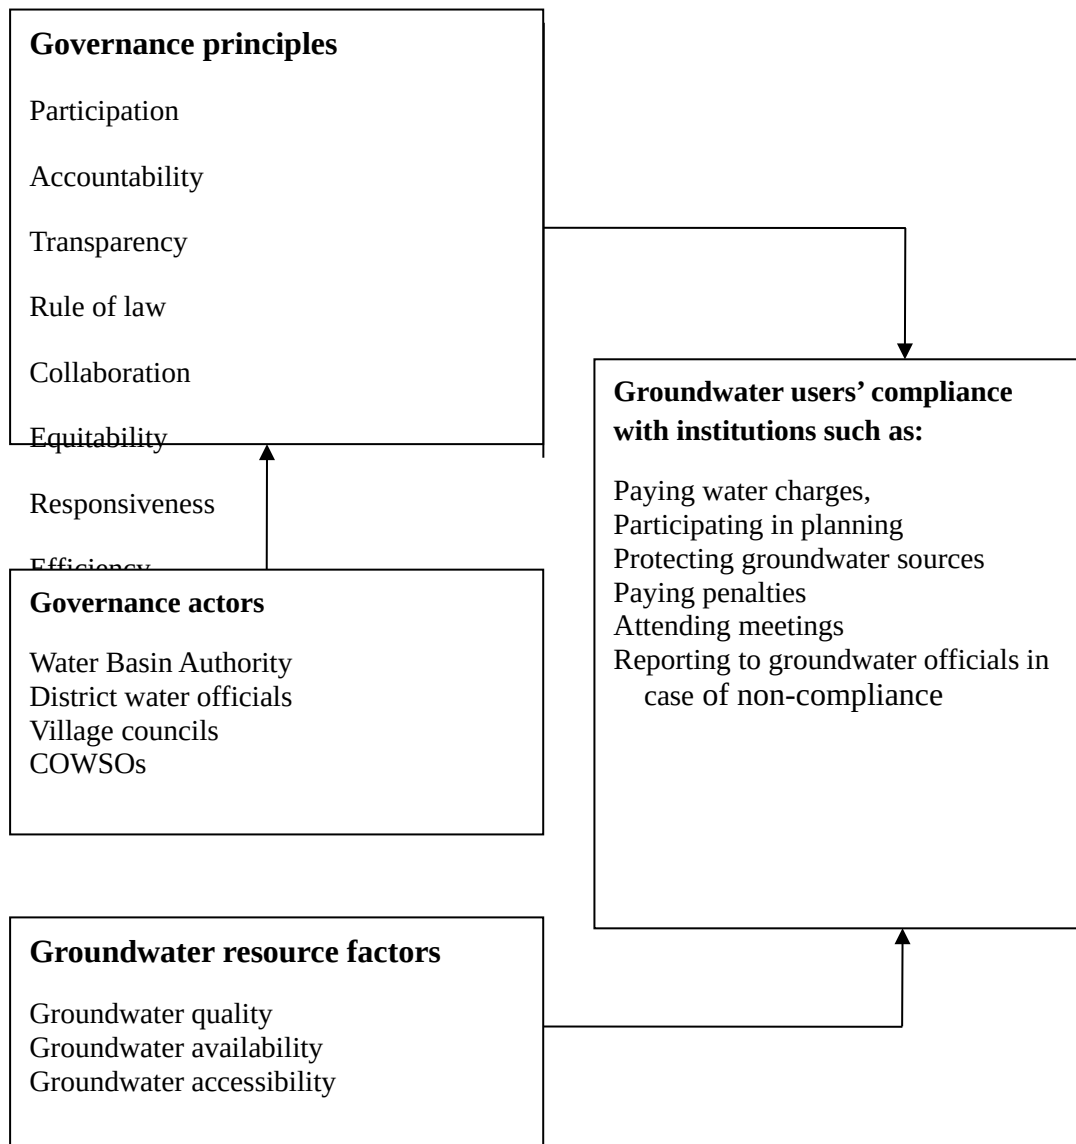 Governance principles
Participation
Accountability
Transparency
Rule of law
Collaboration
Equitability
Responsiveness
Efficiency
Governance actors
Water Basin Authority
District water officials
Village councils
COWSOs
Groundwater resource factors
Groundwater quality
Groundwater availability
Groundwater accessibility
Groundwater users’ compliance
with institutions such as:
Paying water charges,
Participating in planning
Protecting groundwater sources
Paying penalties
Attending meetings
Reporting to groundwater officials in
case of non-compliance